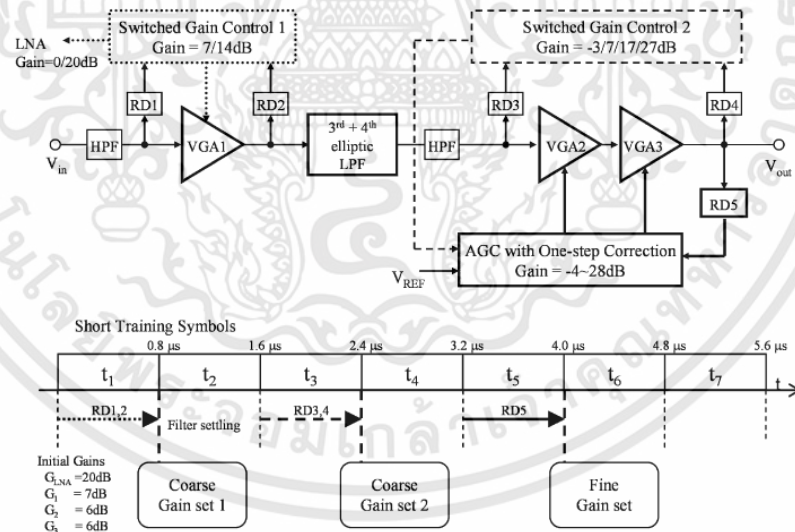 Switched Gain Control 1
Gain = 7/14dB
Switched Gain Control 2
Gain = -3/7/17/27dB
LNA
Gain=0/20dB
RD1
RD2
RD3
RD4
HPF
VGA1
3rd + 4th
elliptic
LPF
HPF
VGA2
VGA3
Vin
Vout
RD5
AGC with One-step Correction
Gain = -4~28dB
VREF
Short Training Symbols
0.8 μs
1.6 μs
2.4 μs
3.2 μs
4.0 μs
4.8 μs
5.6 μs
t1
t2
t3
t4
t5
t6
t7
t
RD1,2
Filter settling
RD3,4
RD5
Initial Gains
GLNA =20dB
G1 = 7dB
G2 = 6dB
G3 = 6dB
Coarse
Gain set 1
Coarse
Gain set 2
Fine
Gain set